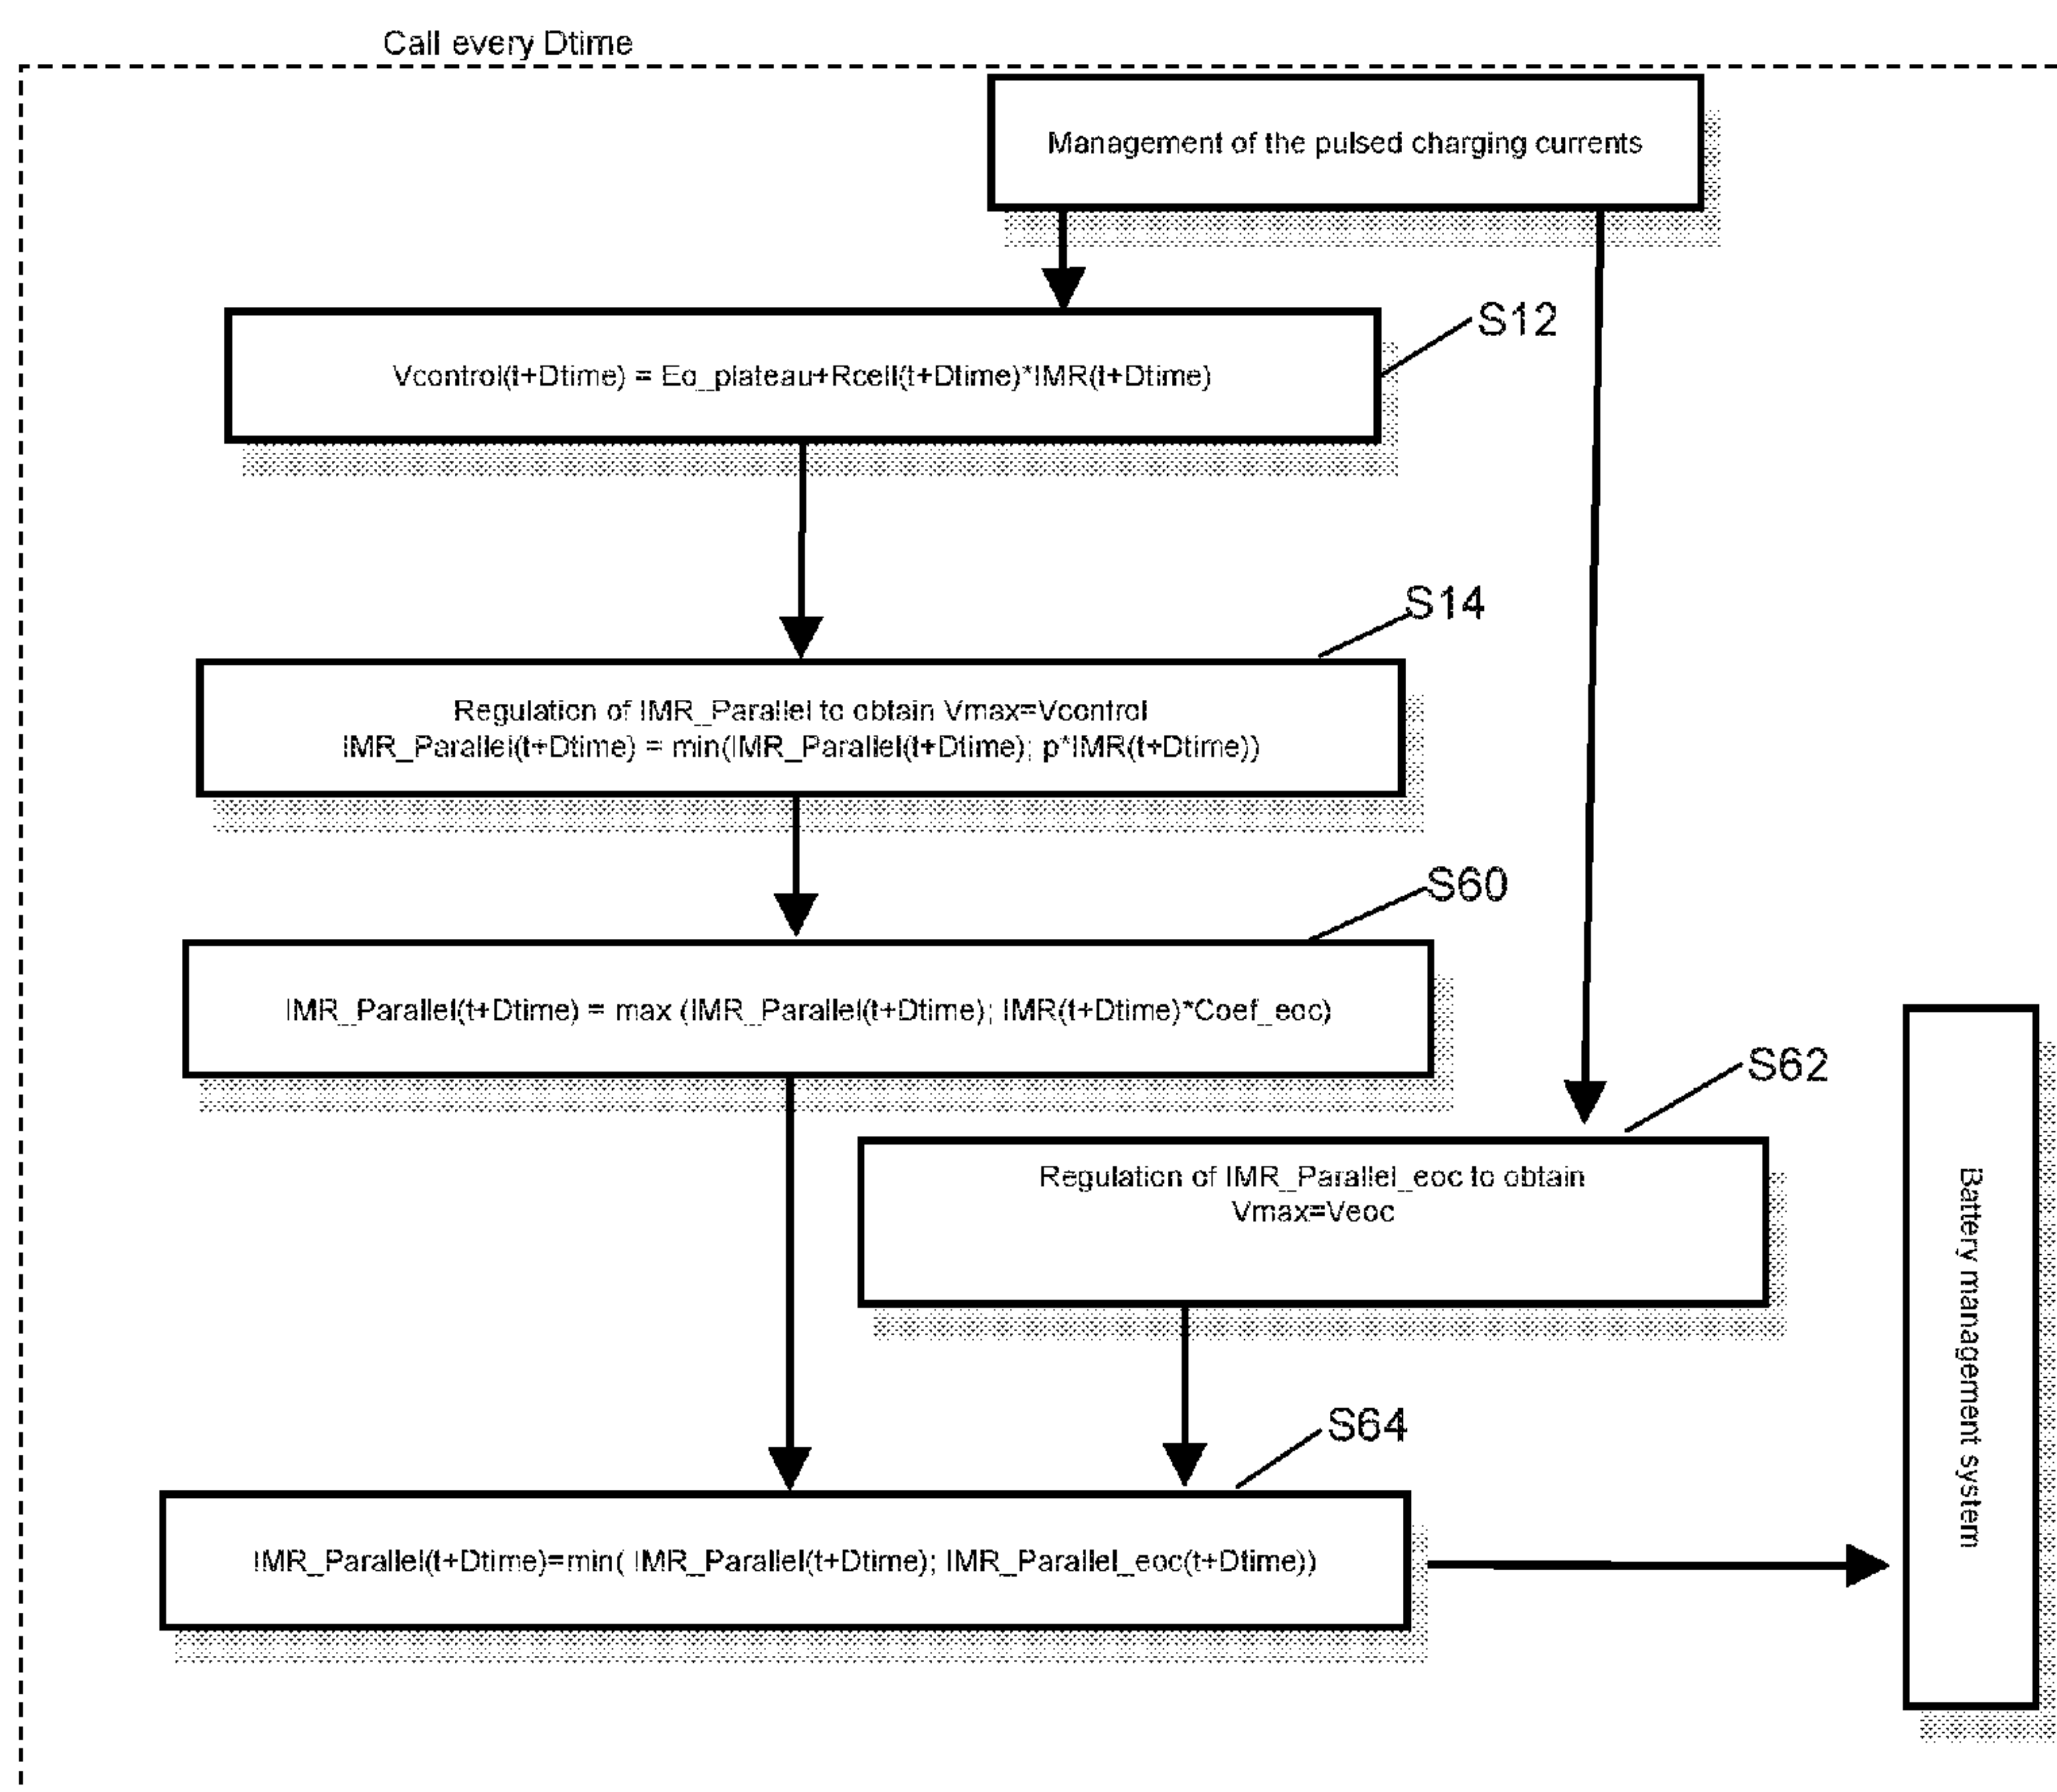 Call every Dtime
Management of the pulsed charging currents
S12
Vcontrol(t+Dtime) = Eo_plateau+Rcell(t+Dtime)*IMR(t+Dtime)
S14
Regulation of IMR_Parallel to obtain Vmax=Vcontrol
IMR_Parallel(t+Dtime) = min(IMR_Parallel(t+Dtime); p*IMR(t+Dtime))
S60
IMR_Parallel(t+Dtime) = max (IMR_Parallel(t+Dtime); IMR(t+Dtime)*Coef_eoc)
S62
Regulation of IMR_Parallel_eoc to obtain
Vmax=Veoc
Battery management system
S64
IMR_Parallel(t+Dtime)=min( IMR_Parallel(t+Dtime); IMR_Parallel_eoc(t+Dtime))